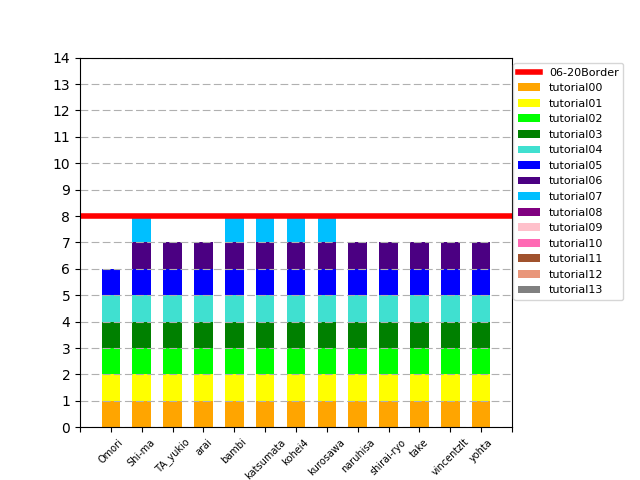 14
13
12
11
10
9
8
7
6
5
4
3
2
1
0
06-20Border
tutorial00
tutorial01
tutorial02
tutorial03
tutorial04
tutorial05
tutorial06
tutorial07
tutorial08
tutorial09
tutorial10
tutorial11
tutorial12
tutorial13
Omori
Shi-ma
TA_yukio
arai
bambi
katsumata
kohei4
kurosawa
naruhisa
shirai-ryo
take
vincentzlt
yohta